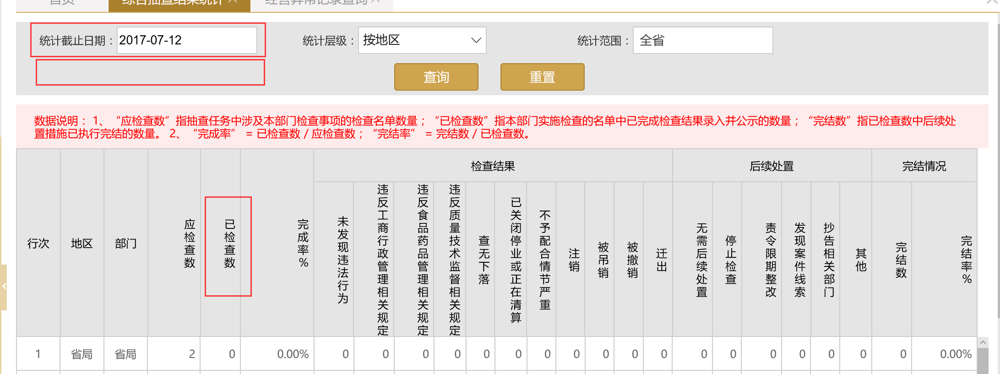 首页 综合抽查结果统计 经营异常记录查询
统计截止日期： 2017-07-12 统计层级： 按地区 统计范围： 全省
查询 重置
数据说明： 1、 “应检查数”指抽查任务中涉及本部门检查事项的检查名单数量； “已检查数”指本部门实施检查的名单中已完成检查结果录入并公示的数量； “完结数”指已检查数中后续处
置措施已执行完结的数量。 2、 “完成率” = 已检查数 / 应检查数； “完结率” = 完结数 / 已检查数。
检查结果 后续处置 完结情况
行次
地区
部门
应检查数
已检查数
完成率%
未发现违法行为
违反工商行政管理相关规定
违反食品药品管理相关规定
违反质量技术监督相关规定
查无下落
已关闭停业或正在清算
不予配合情节严重
注销
被吊销
被撤销
迁出
无需后续处置
停止检查
责令限期整改
发现案件线索
抄告相关部门
其他
完结数
完结率%
1 省局 省局 2 0 0.00% 0 0 0 0 0 0 0 0 0 0 0 0 0 0 0 0 0 0 0.00%